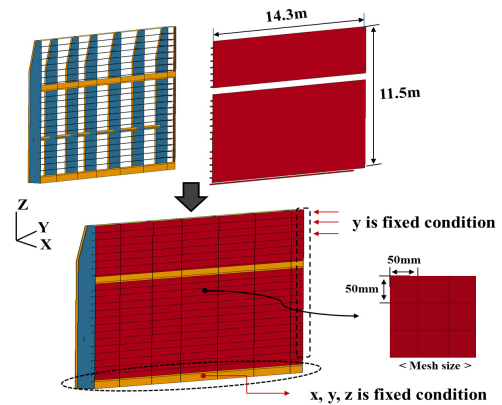 14.3m
11.5m
Z
Y
X
y is fixed condition
50mm
50mm
< Mesh size >
x, y, z is fixed condition